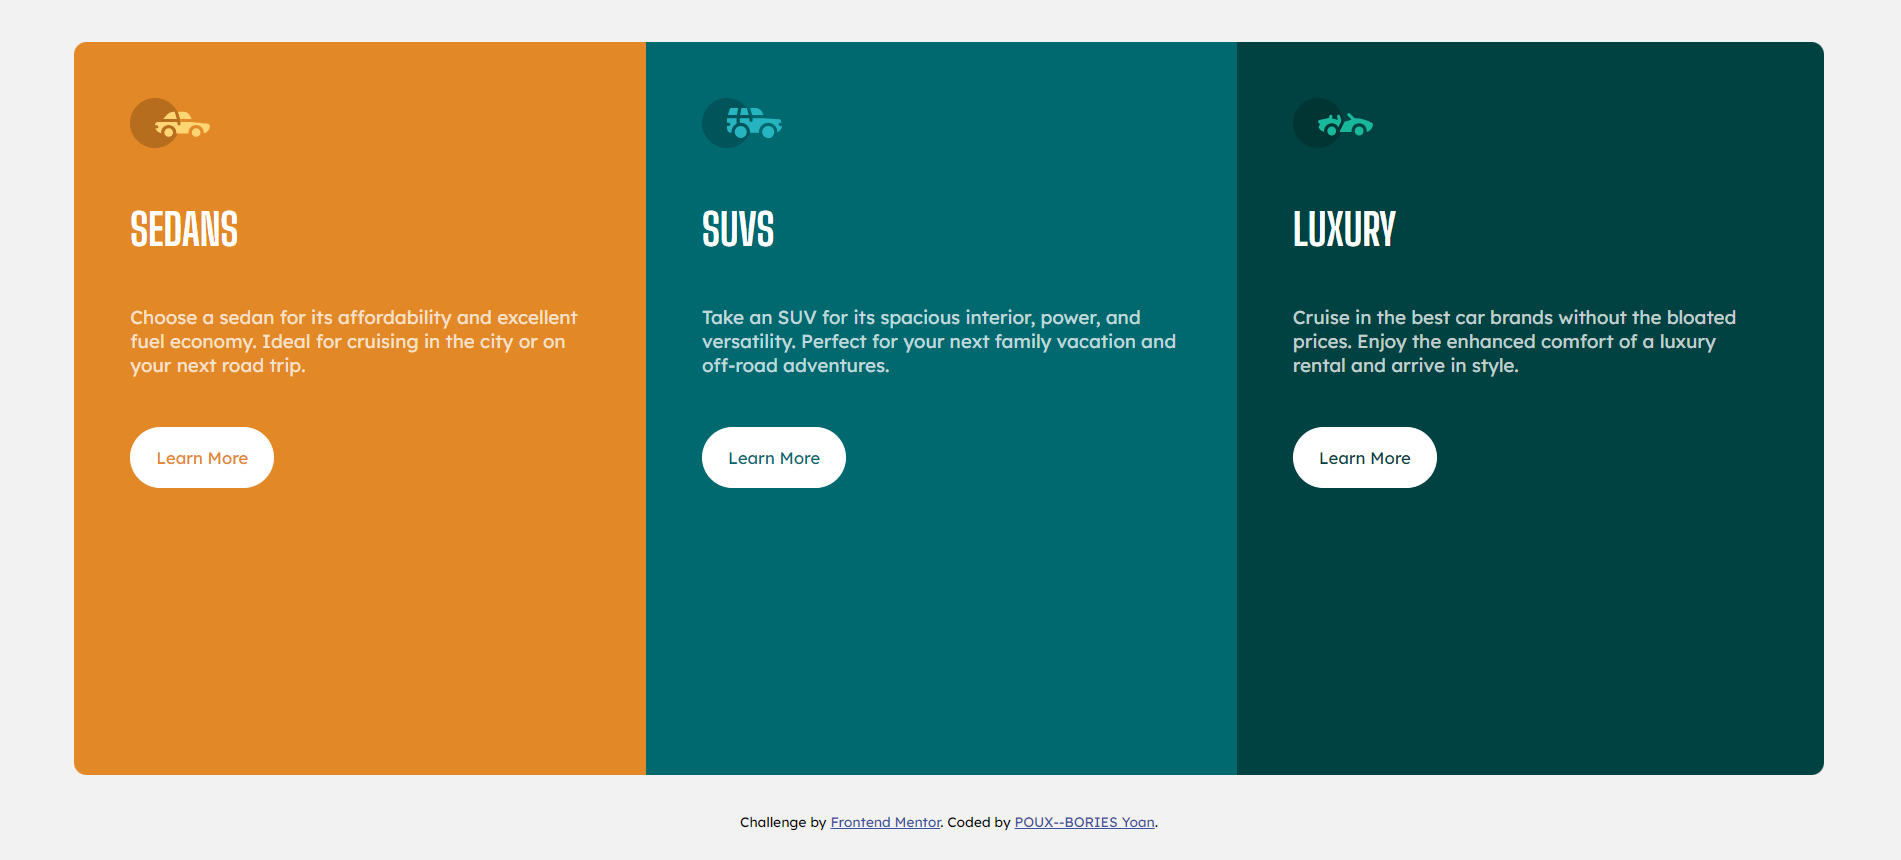 SEDANS
Choose a sedan for its affordability and excellent
fuel economy. Ideal for cruising in the city or on
your next road trip.
Learn More
SUVS
Take an SUV for its spacious interior, power, and
versatility. Perfect for your next family vacation and
off-road adventures.
Learn More
LUXURY
Cruise in the best car brands without the bloated
prices. Enjoy the enhanced comfort of a luxury
rental and arrive in style.
Learn More
Challenge by Frontend Mentor. Coded by POUX--BORIES Yoan.